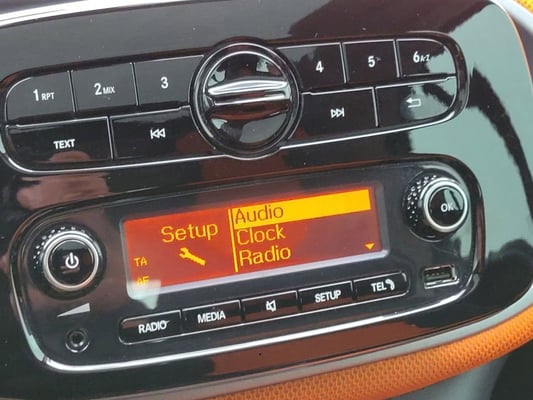 1 RPT 2 MIX 3 4 5 6 A-Z
TEXT
Setup
Audio
Clock
Radio
TA
AF
OK
RADIO MEDIA SETUP TEL